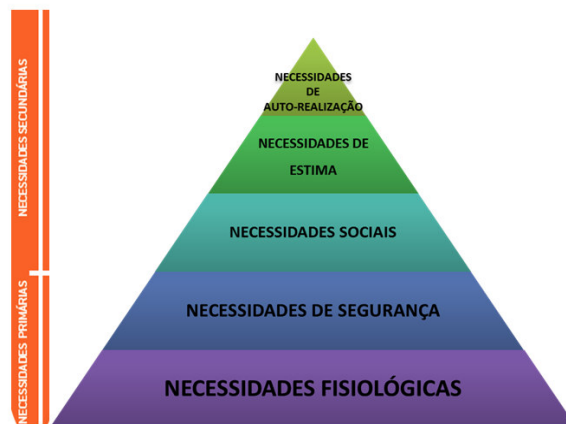 NECESSIDADES SECUNDÁRIAS
NECESSIDADES
DE
AUTO-REALIZAÇÃO
NECESSIDADES DE
ESTIMA
NECESSIDADES SOCIAIS
NECESSIDADES PRIMÁRIAS
NECESSIDADES DE SEGURANÇA
NECESSIDADES FISIOLÓGICAS